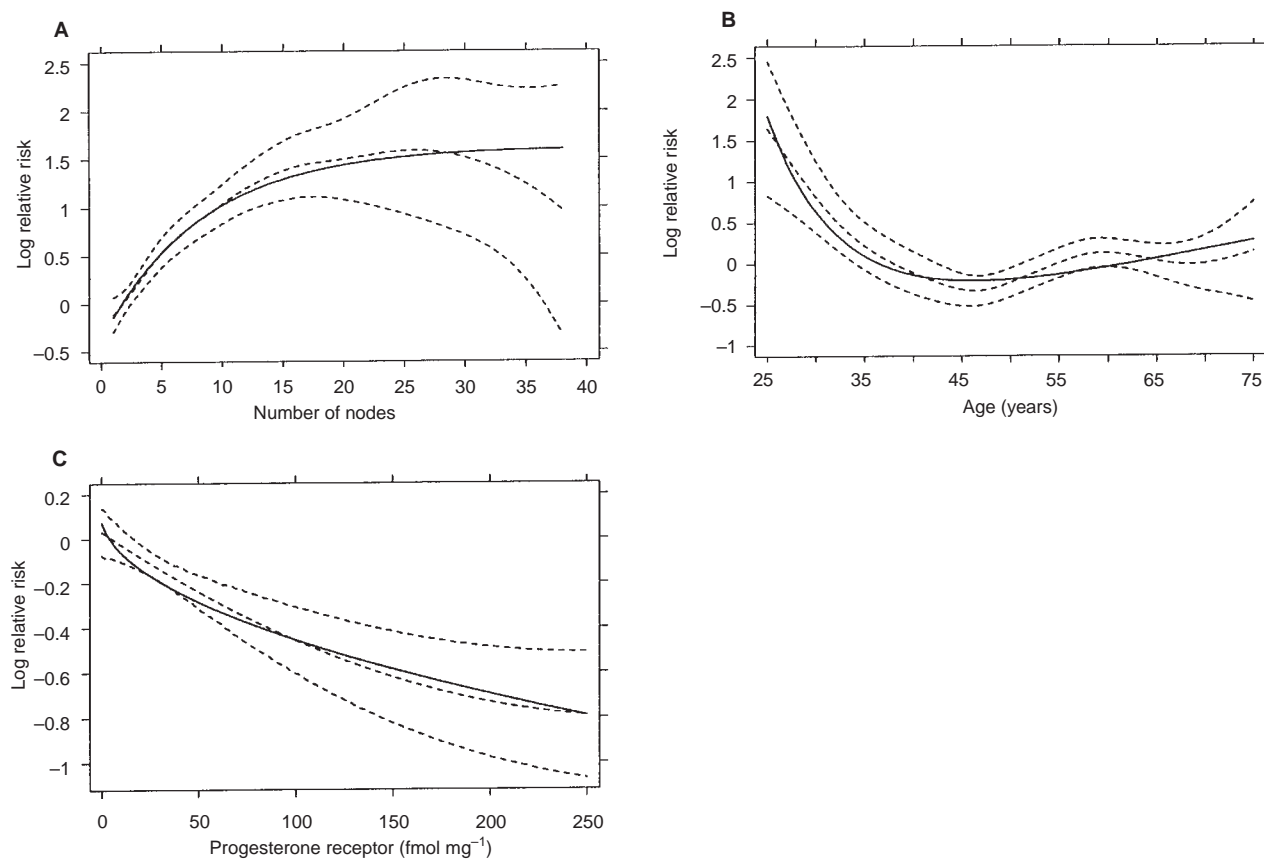 A
Log relative risk
2.5
2
1.5
1
0.5
0
–0.5
0 5 10 15 20 25 30 35 40
Number of nodes
B
Log relative risk
2.5
2
1.5
1
0.5
0
–0.5
–1
25 35 45 55 65 75
Age (years)
C
Log relative risk
0.2
0
–0.2
–0.4
–0.6
–0.8
–1
0 50 100 150 200 250
Progesterone receptor (fmol mg⁻¹)